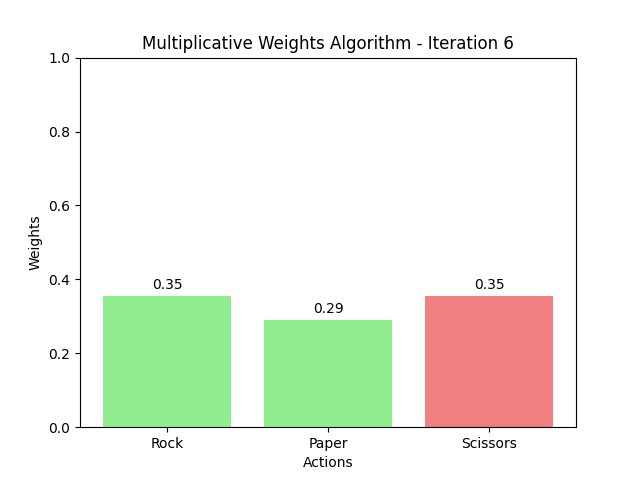 Multiplicative Weights Algorithm - Iteration 6
1.0
0.8
0.6
0.4
0.2
0.0
Weights
0.35
0.29
0.35
Rock
Paper
Scissors
Actions